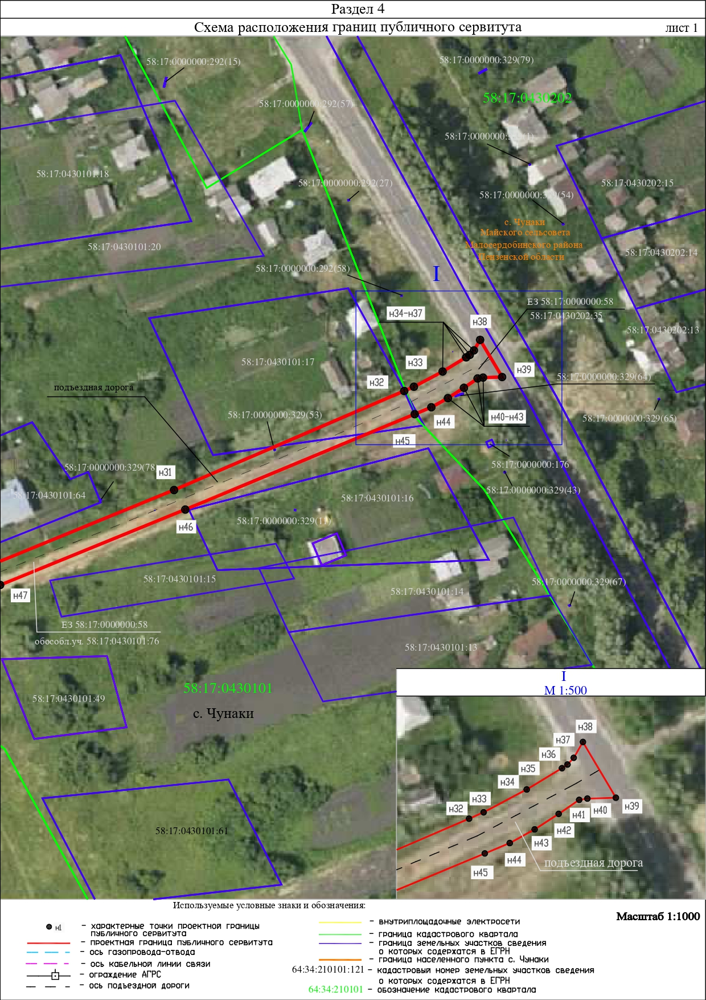 Раздел 4
Схема расположения границ публичного сервитута
лист 1
58:17:0000000:292(15)
58:17:0000000:329(79)
58:17:0430202
58:17:0000000:292(57)
58:17:0430101:18
58:17:0000000:292(27)
58:17:0430202:15
58:17:0000000:329(54)
с. Чунаки
Майского сельсовета
Малосердобинского района
Пензенской области
58:17:0430101:20
58:17:0430202:14
58:17:0000000:292(58)
I
ЕЗ 58:17:0000000:58
58:17:0430202:35
н34-н37
н38
58:17:0430202:13
58:17:0430101:17
н33
н39
н32
58:17:0000000:329(64)
подъездная дорога
58:17:0000000:329(53)
н44
н40-н43
58:17:0000000:329(65)
н45
58:17:0000000:176
58:17:0000000:329(78
н31
58:17:0000000:329(43)
58:17:0430101:64
58:17:0430101:16
58:17:0000000:329(11)
н46
58:17:0430101:15
58:17:0000000:329(67)
н47
58:17:0430101:14
ЕЗ 58:17:0000000:58
обособл.уч. 58:17:0430101:76
58:17:0430101:13
58:17:0430101
58:17:0430101:49
с. Чунаки
I
М 1:500
н38
н37
н36
н35
н34
н33
н32
н39
н40
н41
н42
н43
н44
н45
подъездная дорога
58:17:0430101:61
Используемые условные знаки и обозначения:
Масштаб 1:1000
н1
- характерные точки проектной границы
публичного сервитута
- проектная граница публичного сервитута
- ось газопровода-отвода
- ось кабельной линии связи
- ограждение АГРС
- ось подъездной дороги
- внутриплощадочные электросети
- граница кадастрового квартала
- граница земельных участков сведения
о которых содержатся в ЕГРН
- граница населенного пункта с. Чунаки
64:34:210101:121 - кадастровый номер земельных участков сведения
о которых содержатся в ЕГРН
64:34:210101 - обозначение кадастрового квартала